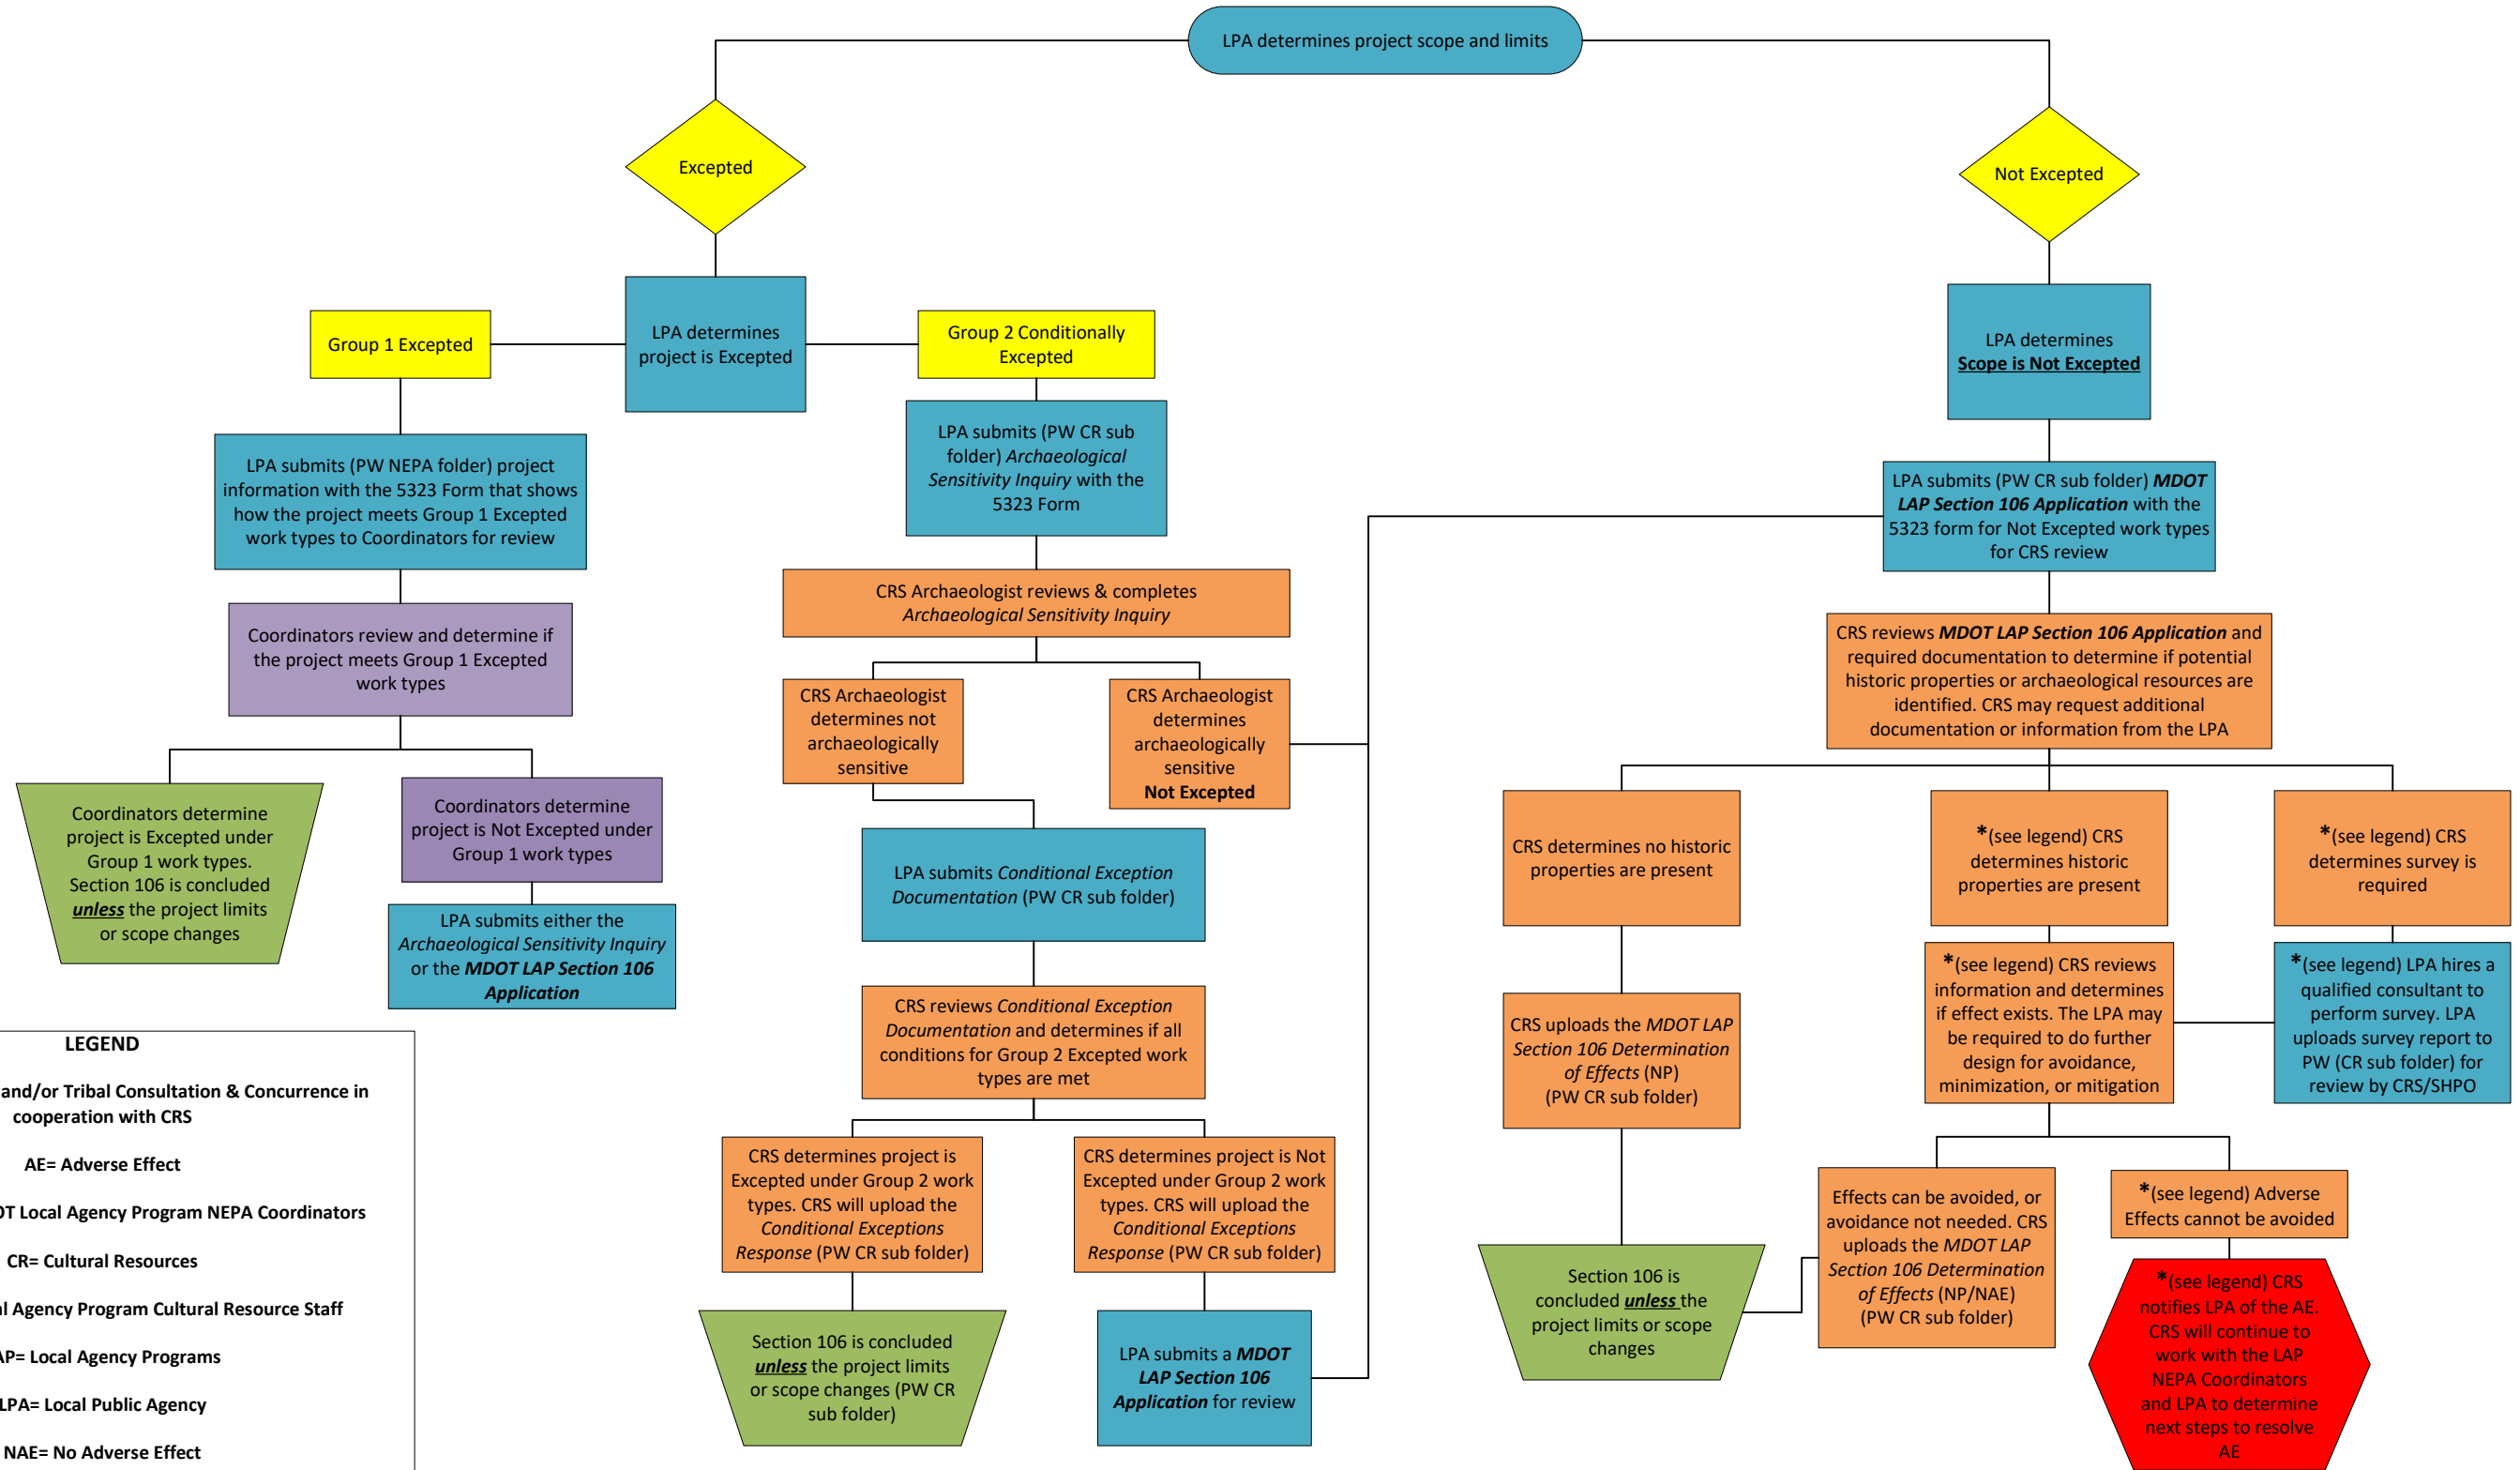 LPA determines project scope and limits
Excepted
Not Excepted
LPA determines
project is Excepted
Group 1 Excepted
Group 2 Conditionally
Excepted
LPA determines
Scope is Not Excepted
LPA submits (PW NEPA folder) project
information with the 5323 Form that shows
how the project meets Group 1 Excepted
work types to Coordinators for review
LPA submits (PW CR sub
folder) Archaeological
Sensitivity Inquiry with the
5323 Form
LPA submits (PW CR sub folder) MDOT
LAP Section 106 Application with the
5323 form for Not Excepted work types
for CRS review
Coordinators review and determine if
the project meets Group 1 Excepted
work types
CRS Archaeologist reviews & completes
Archaeological Sensitivity Inquiry
CRS reviews MDOT LAP Section 106 Application and
required documentation to determine if potential
historic properties or archaeological resources are
identified. CRS may request additional
documentation or information from the LPA
Coordinators determine
project is Excepted under
Group 1 work types.
Section 106 is concluded
unless the project limits
or scope changes
Coordinators determine
project is Not Excepted under
Group 1 work types
LPA submits either the
Archaeological Sensitivity Inquiry
or the MDOT LAP Section 106
Application
CRS Archaeologist
determines not
archaeologically
sensitive
CRS Archaeologist
determines
archaeologically
sensitive
Not Excepted
LPA submits Conditional Exception
Documentation (PW CR sub folder)
CRS reviews Conditional Exception
Documentation and determines if all
conditions for Group 2 Excepted work
types are met
CRS determines project is
Excepted under Group 2 work
types. CRS will upload the
Conditional Exceptions
Response (PW CR sub folder)
CRS determines project is Not
Excepted under Group 2 work
types. CRS will upload the
Conditional Exceptions
Response (PW CR sub folder)
Section 106 is concluded
unless the project limits
or scope changes (PW CR
sub folder)
LPA submits a MDOT
LAP Section 106
Application for review
CRS determines no historic
properties are present
*(see legend) CRS
determines historic
properties are present
*(see legend) CRS
determines survey is
required
CRS uploads the MDOT LAP
Section 106 Determination
of Effects (NP)
(PW CR sub folder)
*(see legend) CRS reviews
information and determines
if effect exists. The LPA may
be required to do further
design for avoidance,
minimization, or mitigation
*(see legend) LPA hires a
qualified consultant to
perform survey. LPA
uploads survey report to
PW (CR sub folder) for
review by CRS/SHPO
Section 106 is
concluded unless the
project limits or scope
changes
Effects can be avoided, or
avoidance not needed. CRS
uploads the MDOT LAP
Section 106 Determination
of Effects (NP/NAE)
(PW CR sub folder)
*(see legend) Adverse
Effects cannot be avoided
*(see legend) CRS
notifies LPA of the AE.
CRS will continue to
work with the LAP
NEPA Coordinators
and LPA to determine
next steps to resolve
AE
LEGEND
and/or Tribal Consultation & Concurrence in
cooperation with CRS
AE= Adverse Effect
Local Agency Program NEPA Coordinators
CR= Cultural Resources
Agency Program Cultural Resource Staff
Local Agency Programs
LPA= Local Public Agency
NAE= No Adverse Effect